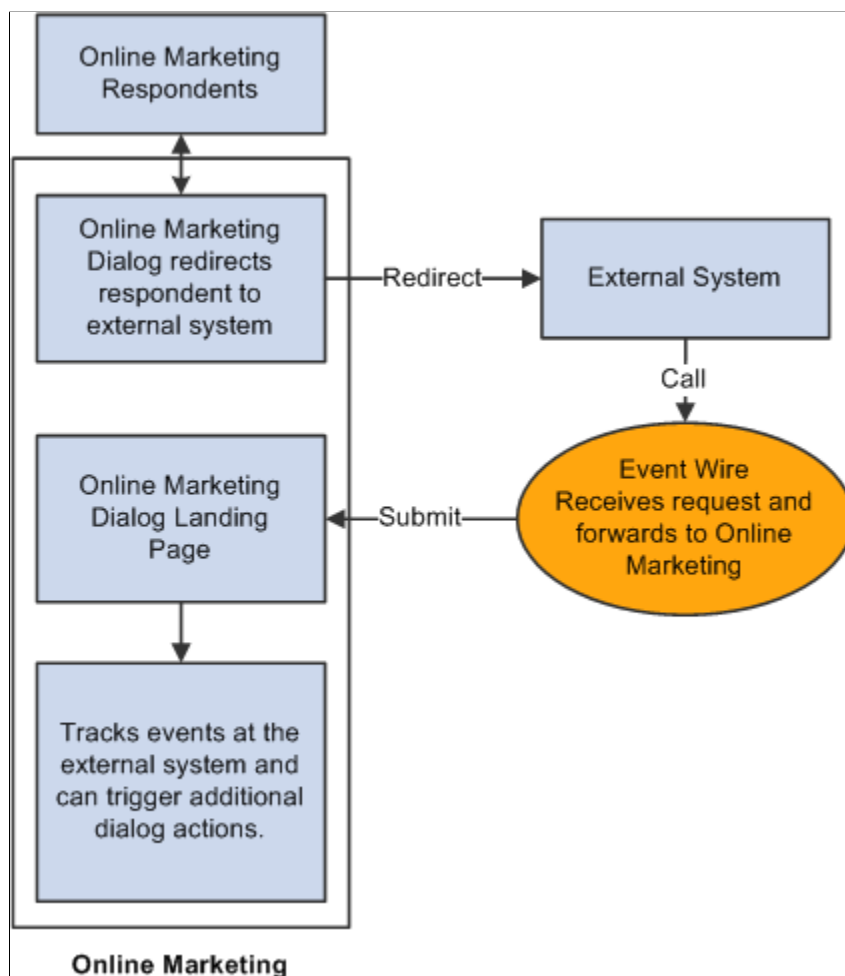 Online Marketing
Respondents
Online Marketing
Dialog redirects
respondent to
external system
Redirect
External System
Call
Event Wire
Receives request and
forwards to Online
Marketing
Submit
Online Marketing
Dialog Landing
Page
Tracks events at the
external system and
can trigger additional
dialog actions.
Online Marketing